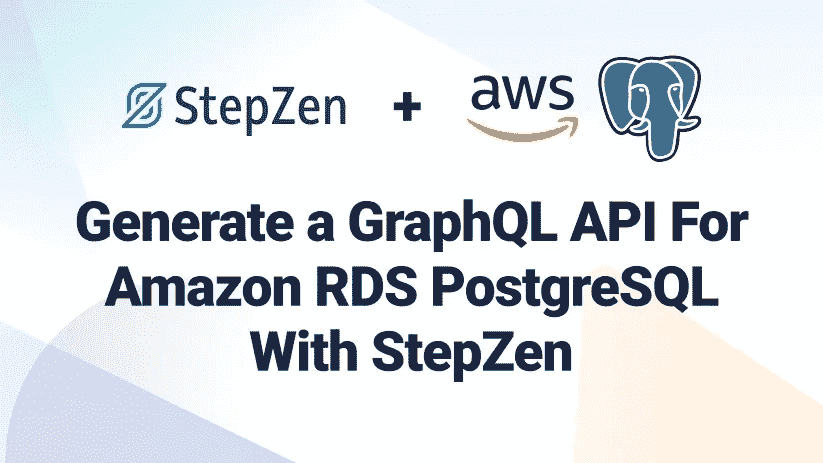 StepZen + aws
Generate a GraphQL API For
Amazon RDS PostgreSQL
With StepZen